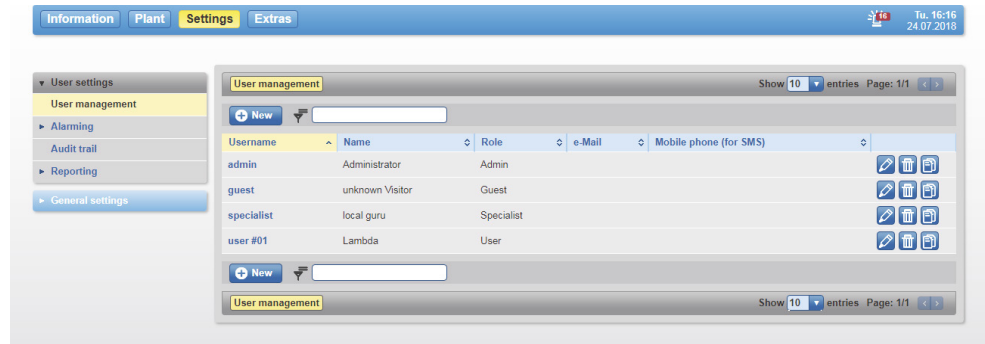 Information Plant Settings Extras 16 Tu. 16:16
24.07.2018
User settings
User management
Alarming
Audit trail
Reporting
General settings
User management Show 10 entries Page: 1/1
New
Username Name Role e-Mail Mobile phone (for SMS)
admin Administrator Admin
guest unknown Visitor Guest
specialist local guru Specialist
user #01 Lambda User
New
User management Show 10 entries Page: 1/1